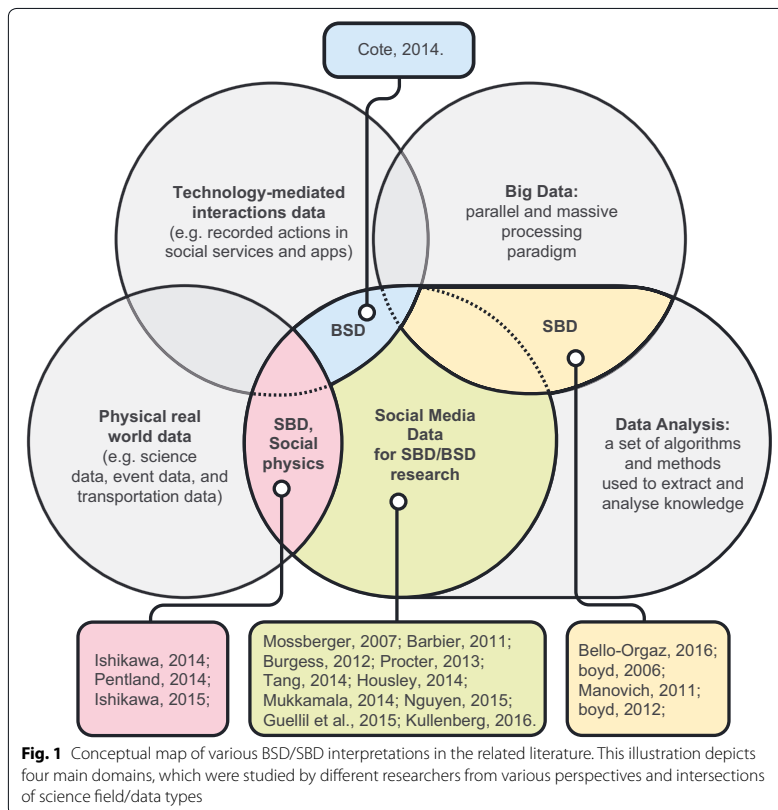 Cote, 2014.
Technology-mediated
interactions data
(e.g. recorded actions in
social services and apps)
Big Data:
parallel and massive
processing
paradigm
BSD
SBD
Physical real
world data
(e.g. science
data, event data, and
transportation data)
SBD,
Social
physics
Social Media
Data
for SBD/BSD
research
Data Analysis:
a set of algorithms
and methods
used to extract and
analyse knowledge
Ishikawa, 2014;
Pentland, 2014;
Ishikawa, 2015;
Mossberger, 2007; Barbier, 2011;
Burgess, 2012; Procter, 2013;
Tang, 2014; Housley, 2014;
Mukkamala, 2014; Nguyen, 2015;
Guellil et al., 2015; Kullenberg, 2016.
Bello-Orgaz, 2016;
boyd, 2006;
Manovich, 2011;
boyd, 2012;
Fig. 1 Conceptual map of various BSD/SBD interpretations in the related literature. This illustration depicts
four main domains, which were studied by different researchers from various perspectives and intersections
of science field/data types